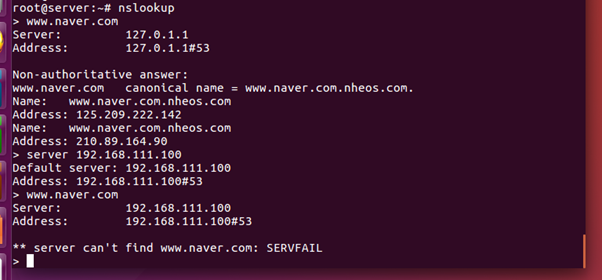 root@server:~# nslookup
> www.naver.com
Server:         127.0.1.1
Address:        127.0.1.1#53

Non-authoritative answer:
www.naver.com   canonical name = www.naver.com.nheos.com.
Name:   www.naver.com.nheos.com
Address: 125.209.222.142
Name:   www.naver.com.nheos.com
Address: 210.89.164.90
> server 192.168.111.100
Default server: 192.168.111.100
Address: 192.168.111.100#53
> www.naver.com
Server:         192.168.111.100
Address:        192.168.111.100#53

** server can't find www.naver.com: SERVFAIL
>